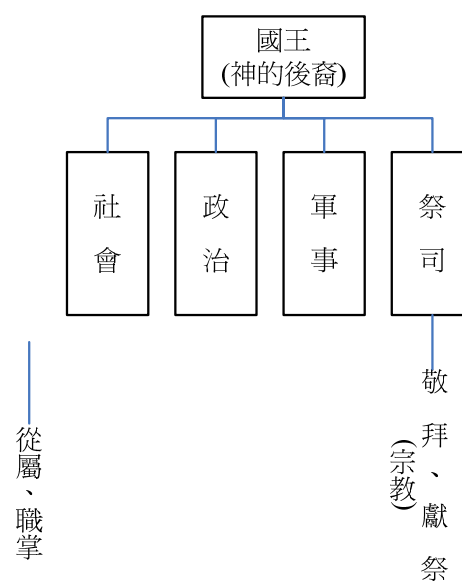 國王
(神的後裔)
社會
政治
軍事
祭司
從屬、職掌
敬拜、獻祭
(宗教)